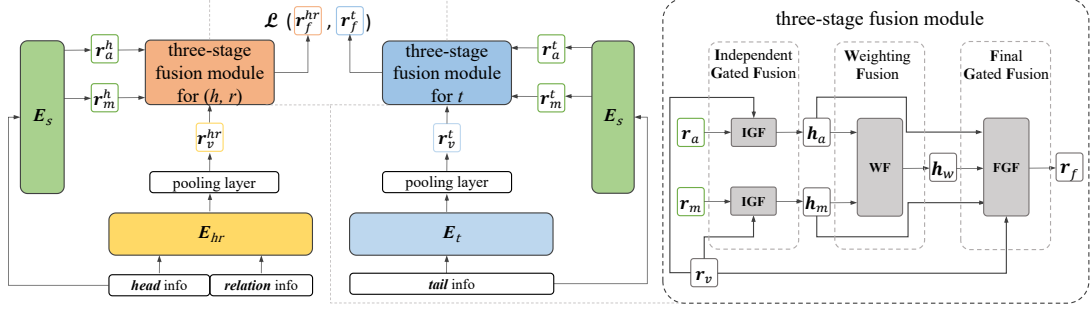 ℒ (r_f^{hr}, r_f^t)
E_s
r_a^h
r_m^h
three-stage
fusion module
for (h, r)
r_v^{hr}
pooling layer
E_{hr}
head info
relation info
three-stage
fusion module
for t
r_a^t
r_m^t
E_s
r_v^t
pooling layer
E_t
tail info
three-stage fusion module
Independent
Gated Fusion
Weighting
Fusion
Final
Gated Fusion
r_a
IGF
h_a
WF
h_w
FGF
r_f
r_m
IGF
h_m
r_v